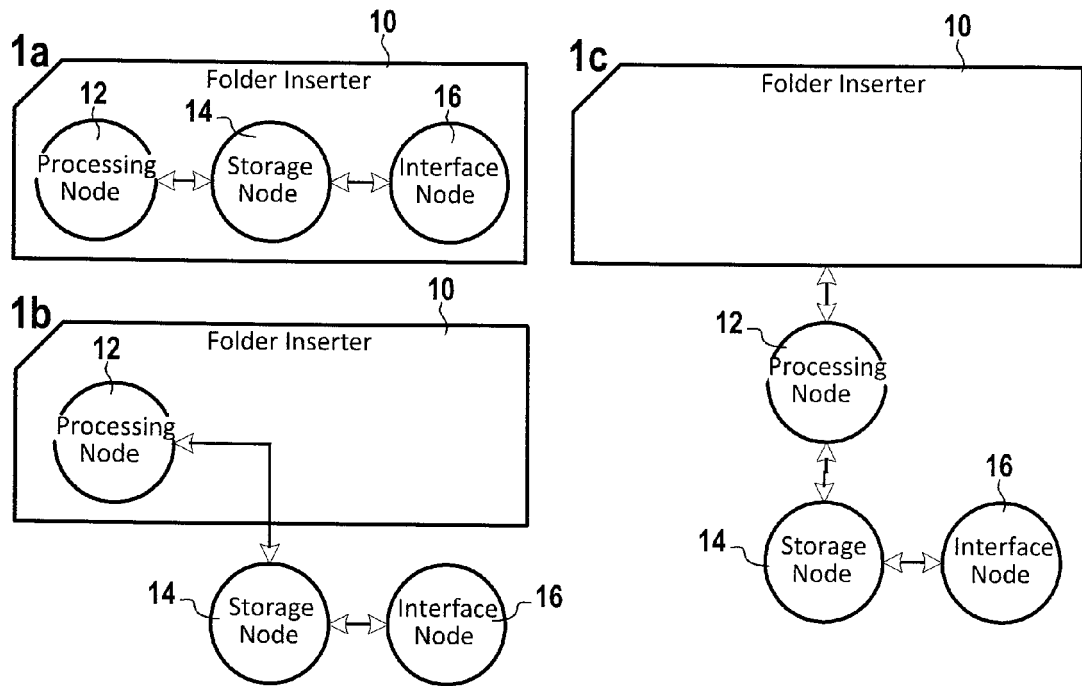 1a
10
Folder Inserter
12
Processing
Node
14
Storage
Node
16
Interface
Node
1b
10
Folder Inserter
12
Processing
Node
14
Storage
Node
Interface
Node
16
1c
10
Folder Inserter
12
Processing
Node
14
Storage
Node
16
Interface
Node